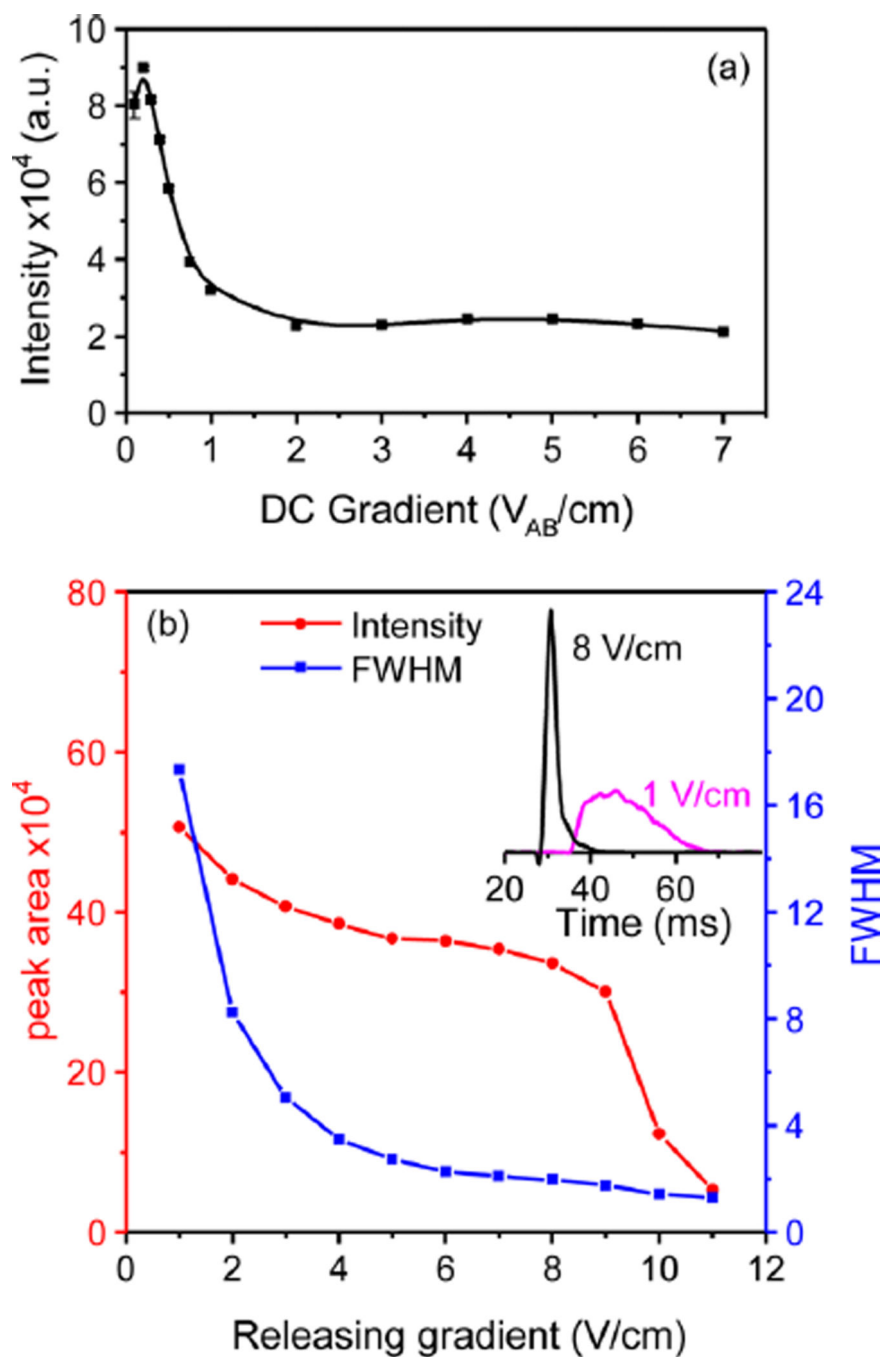 10
(a)
8
6
4
2
0
Intensity x10⁴ (a.u.)
0 1 2 3 4 5 6 7
DC Gradient (V_AB/cm)
80
(b)
Intensity
FWHM
60
40
20
0
peak area x10⁴
24
20
16
12
8
4
0
FWHM
8 V/cm
1 V/cm
20 40 60
Time (ms)
0 2 4 6 8 10 12
Releasing gradient (V/cm)